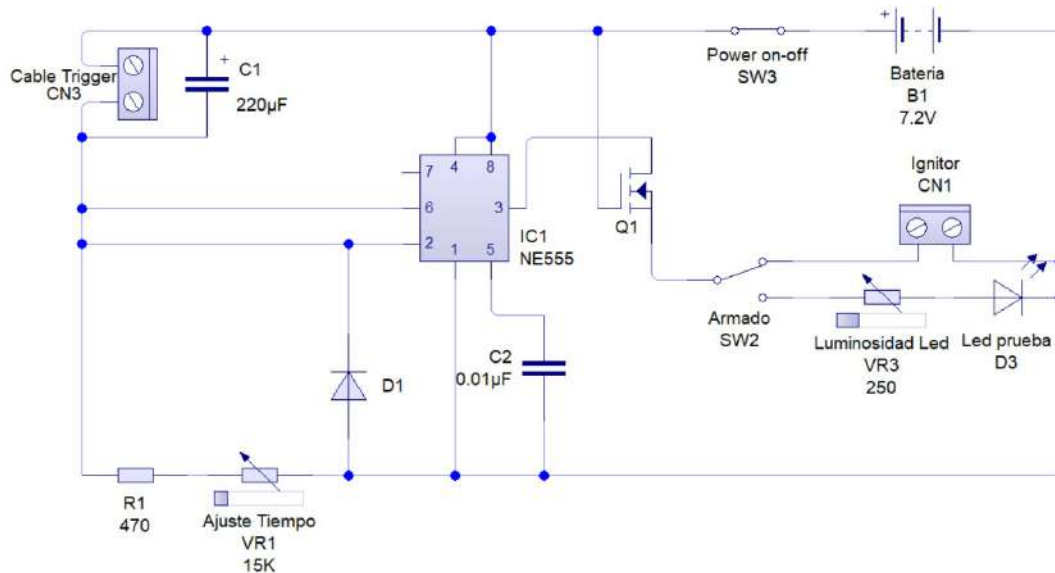 Cable Trigger
CN3
+
C1
220µF
Power on-off
SW3
+
Bateria
B1
7.2V
7
4
8
6
3
2
1
5
IC1
NE555
Q1
Ignitor
CN1
Armado
SW2
Luminosidad Led
VR3
250
Led prueba
D3
C2
0.01µF
D1
R1
470
Ajuste Tiempo
VR1
15K